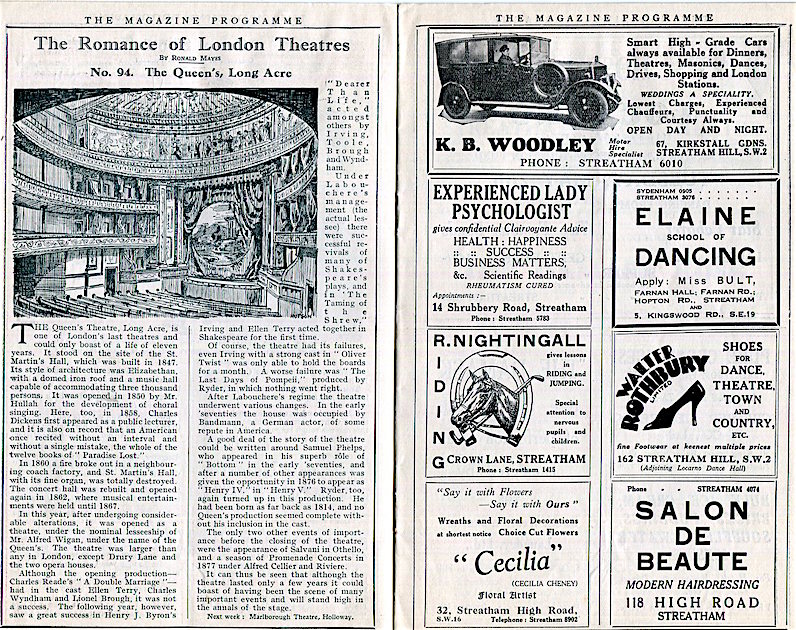 THE MAGAZINE PROGRAMME
The Romance of London Theatres
By Ronald Mayes
No. 94. The Queen's, Long Acre
"Dearer
Than
Life,"
acted
amongst
others by
Irving,
Toole,
Brough
and Wynd-
ham.
Under
Labou-
chere's
manage-
ment (the
actual les-
see) there
were suc-
cessful re-
vivals of
many of
Shakes-
peare's
plays, and
in "The
Taming of
the
Shrew,"
THE Queen's Theatre, Long Acre, is
one of London's last theatres and
could only boast of a life of eleven
years. It stood on the site of the St.
Martin's Hall, which was built in 1847.
Its style of architecture was Elizabethan,
with a domed iron roof and a music hall
capable of accommodating three thousand
persons. It was opened in 1850 by Mr.
Hullah for the development of choral
singing. Here, too, in 1858, Charles
Dickens first appeared as a public lecturer,
and it is also on record that an American
once recited without an interval and
without a single mistake, the whole of the
twelve books of "Paradise Lost."
In 1860 a fire broke out in a neighbour-
ing coach factory, and St. Martin's Hall,
with its fine organ, was totally destroyed.
The concert hall was rebuilt and opened
again in 1862, where musical entertain-
ments were held until 1867.
In this year, after undergoing consider-
able alterations, it was opened as a
theatre, under the nominal lesseeship of
Mr. Alfred Wigan, under the name of the
Queen's. The theatre was larger than
any in London, except Drury Lane and
the two opera houses.
Although the opening production—
Charles Reade's "A Double Marriage"—
had in the cast Ellen Terry, Charles
Wyndham and Lionel Brough, it was not
a success. The following year, however,
saw a great success in Henry J. Byron's
Irving and Ellen Terry acted together in
Shakespeare for the first time.
Of course, the theatre had its failures,
even Irving with a strong cast in "Oliver
Twist" was only able to hold the boards
for a month. A worse failure was "The
Last Days of Pompeii," produced by
Ryder, in which nothing went right.
After Labouchere's regime the theatre
underwent various changes. In the early
'seventies the house was occupied by
Bandmann, a German actor, of some
repute in America.
A good deal of the story of the theatre
could be written around Samuel Phelps,
who appeared in his superb rôle of
"Bottom" in the early 'seventies, and
after a number of other appearances was
given the opportunity in 1876 to appear as
"Henry IV." in "Henry V." Ryder, too,
again turned up in this production. He
had been born as far back as 1814, and no
Queen's production seemed complete with-
out his inclusion in the cast.
The only two other events of import-
ance before the closing of the theatre,
were the appearance of Salvani in Othello,
and a season of Promenade Concerts in
1877 under Alfred Cellier and Riviere.
It can thus be seen that although the
theatre lasted only a few years it could
boast of having been the scene of many
important events and will stand high in
the annals of the stage.
Next week: Marlborough Theatre, Holloway.
THE MAGAZINE PROGRAMME
Smart High-Grade Cars
always available for Dinners,
Theatres, Masonics, Dances,
Drives, Shopping and London
Stations.
WEDDINGS A SPECIALITY.
Lowest Charges, Experienced
Chauffeurs, Punctuality and
Courtesy Always.
OPEN DAY AND NIGHT.
K. B. WOODLEY
Motor
Hire
Specialist
67, KIRKSTALL GDNS.
STREATHAM HILL, S.W.2
PHONE : STREATHAM 6010
EXPERIENCED LADY
PSYCHOLOGIST
gives confidential Clairvoyante Advice
HEALTH : HAPPINESS
:: :: SUCCESS :: ::
BUSINESS MATTERS,
&c. Scientific Readings
RHEUMATISM CURED
Appointments :—
14 Shrubbery Road, Streatham
Phone : Streatham 5783
SYDENHAM 0905 . . . . . . .
STREATHAM 3076 . . . . . . .
ELAINE
SCHOOL OF
DANCING
Apply: Miss BULT,
FARNAN HALL; FARNAN RD.;
HOPTON RD., STREATHAM
AND
5, KINGSWOOD RD., S.E.19
R. NIGHTINGALL
RIDING
gives lessons
in
RIDING and
JUMPING.
Special
attention to
nervous
pupils and
children.
CROWN LANE, STREATHAM
Phone : Streatham 1415
WALTER
ROTHBURY
LIMITED
SHOES
FOR
DANCE,
THEATRE,
TOWN
AND
COUNTRY,
ETC.
fine Footwear at keenest multiple prices
162 STREATHAM HILL, S.W.2
(Adjoining Locarno Dance Hall)
"Say it with Flowers
—Say it with Ours"
Wreaths and Floral Decorations
at shortest notice Choice Cut Flowers
"Cecilia"
(CECILIA CHENEY)
Floral Artist
32, Streatham High Road,
S.W.16 Telephone : Streatham 8902
Phone . STREATHAM 4074
SALON
DE
BEAUTE
MODERN HAIRDRESSING
118 HIGH ROAD
STREATHAM